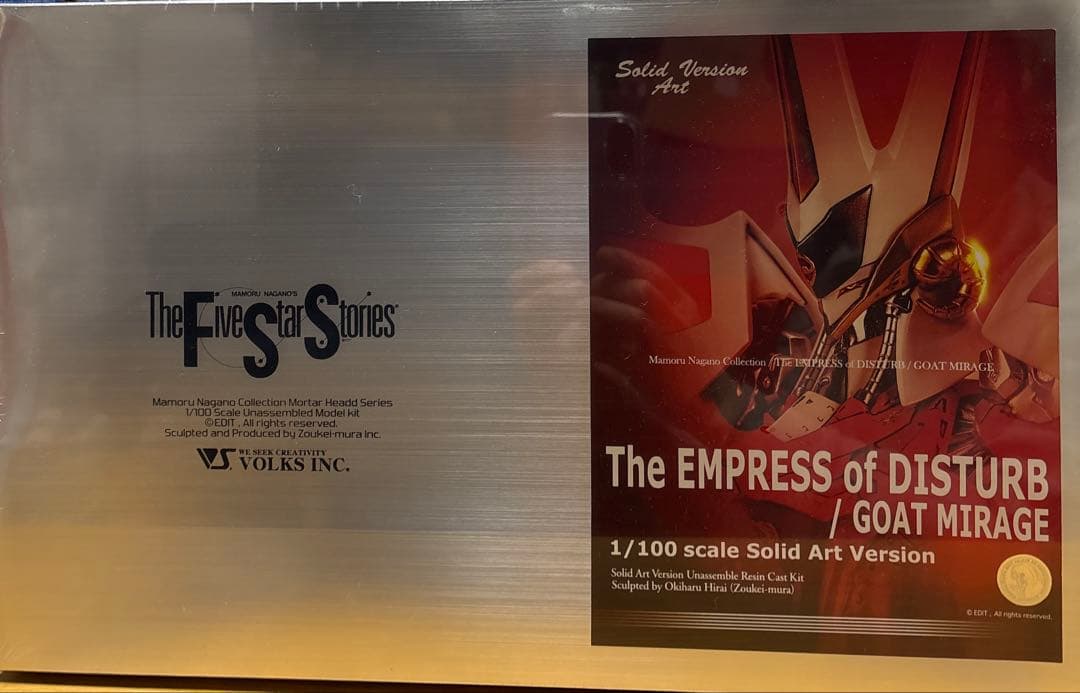 MAMORU NAGANO'S
The Five Star Stories
Mamoru Nagano Collection Mortar Headd Series
1/100 Scale Unassembled Model kit
©EDIT , All rights reserved.
Sculpted and Produced by Zoukei-mura Inc.
VS. WE SEEK CREATIVITY
VOLKS INC.
Solid Version
Art
Mamoru Nagano Collection / The EMPRESS of DISTURB / GOAT MIRAGE
The EMPRESS of DISTURB
/ GOAT MIRAGE
1/100 scale Solid Art Version
Solid Art Version Unassemble Resin Cast Kit
Sculpted by Okiharu Hirai (Zoukei-mura)
© EDIT , All rights reserved.